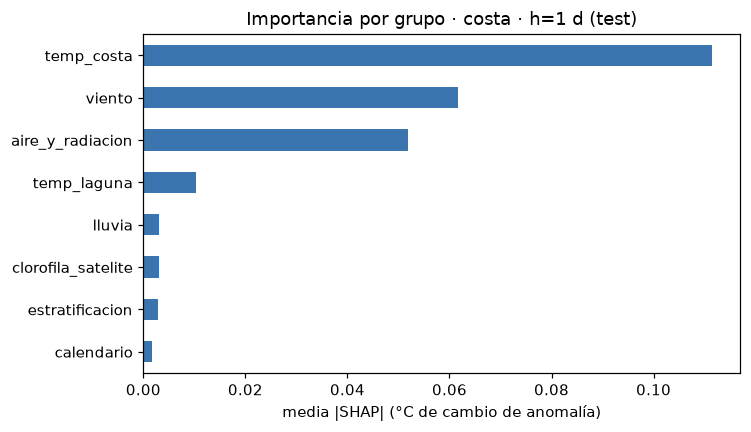 Importancia por grupo · costa · h=1 d (test)
temp_costa
viento
aire_y_radiacion
temp_laguna
lluvia
clorofila_satelite
estratificacion
calendario
0.00 0.02 0.04 0.06 0.08 0.10
media |SHAP| (°C de cambio de anomalía)